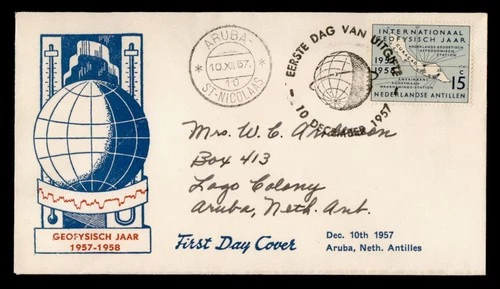 ARUBA
10.XII.57.
10
ST-NICOLAAS
EERSTE DAG VAN UITGIFTE
10 DECEMBER 1957
INTERNATIONAAL
GEOFYSISCH JAAR
1957
1958
15 C
NEDERLANDSE ANTILLEN
Mrs. W. C. Anderson
Box 413
Lago Colony
Aruba, Neth. Ant.
GEOFYSISCH JAAR
1957-1958
First Day Cover
Dec. 10th 1957
Aruba, Neth. Antilles